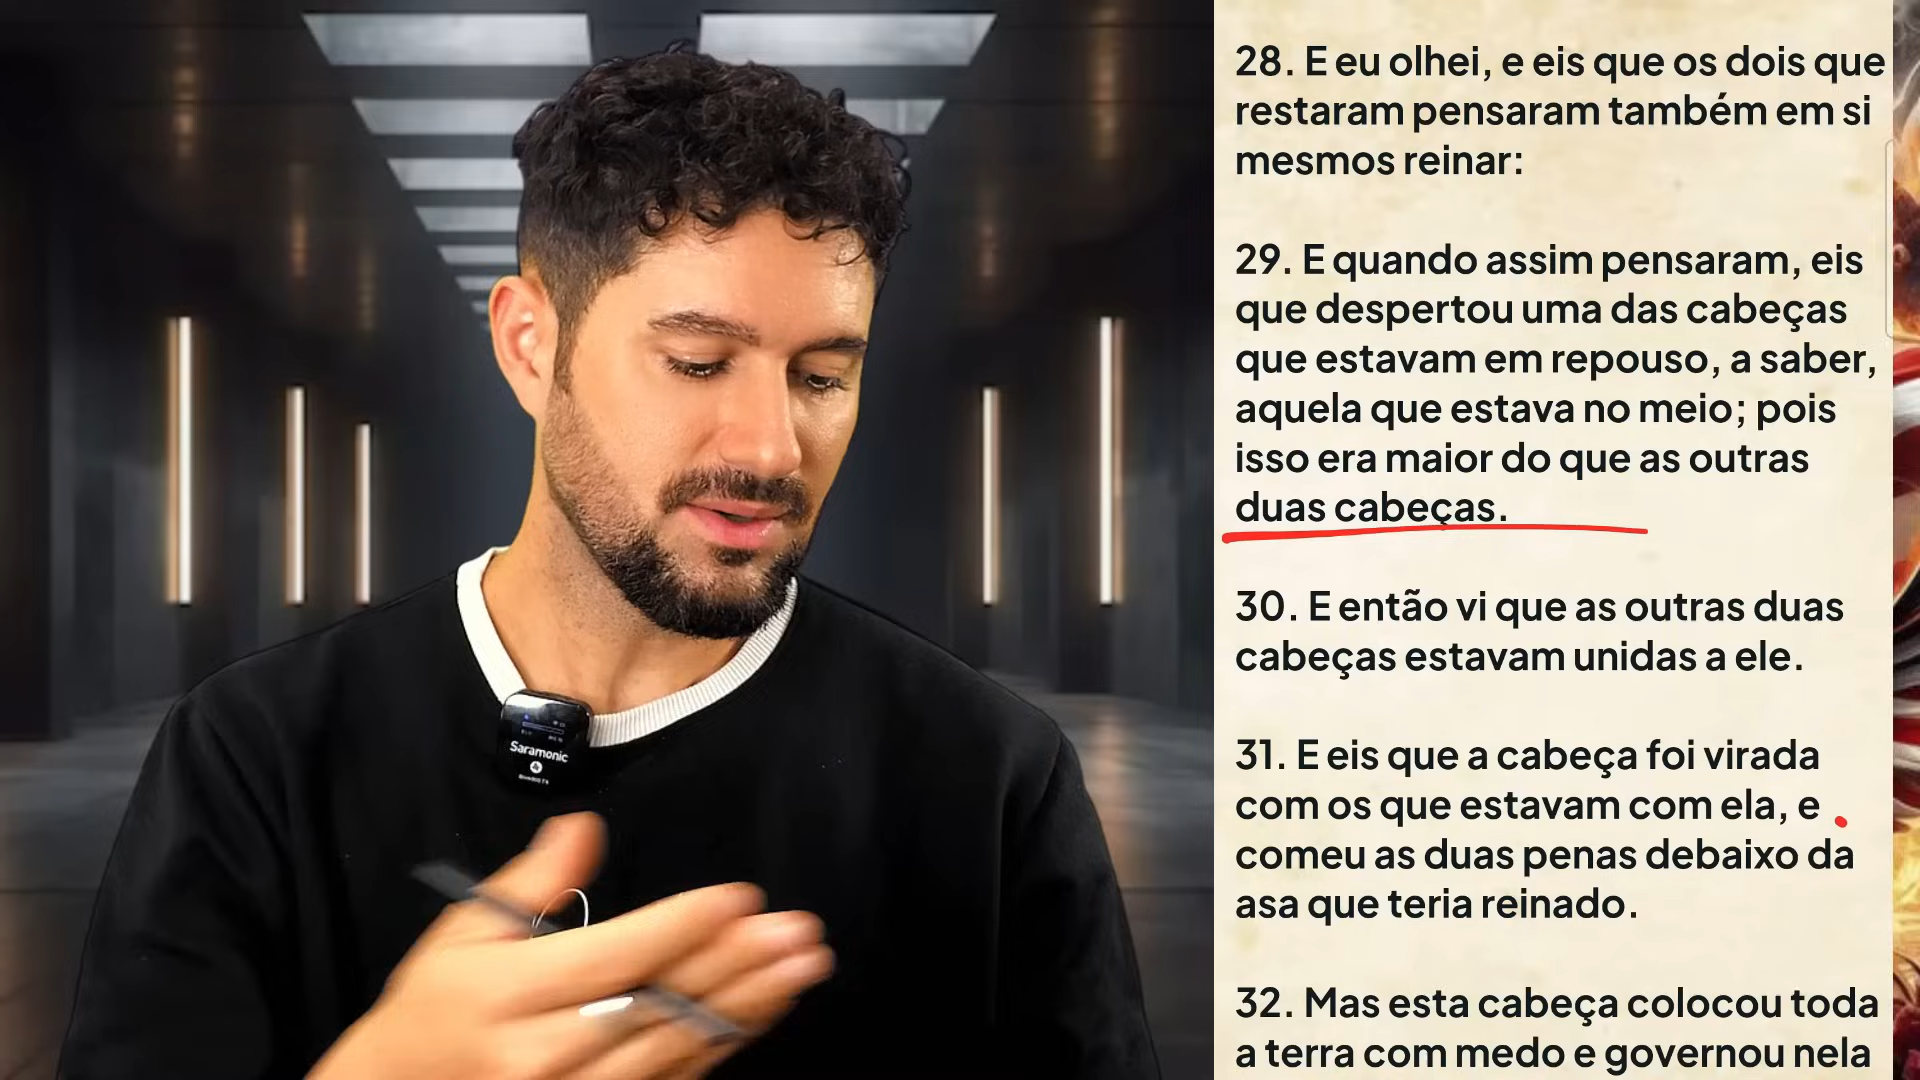 28. E eu olhei, e eis que os dois que
restaram pensaram também em si
mesmos reinar:
29. E quando assim pensaram, eis
que despertou uma das cabeças
que estavam em repouso, a saber,
aquela que estava no meio; pois
isso era maior do que as outras
duas cabeças.
30. E então vi que as outras duas
cabeças estavam unidas a ele.
31. E eis que a cabeça foi virada
com os que estavam com ela, e
comeu as duas penas debaixo da
asa que teria reinado.
32. Mas esta cabeça colocou toda
a terra com medo e governou nela
Saramonic